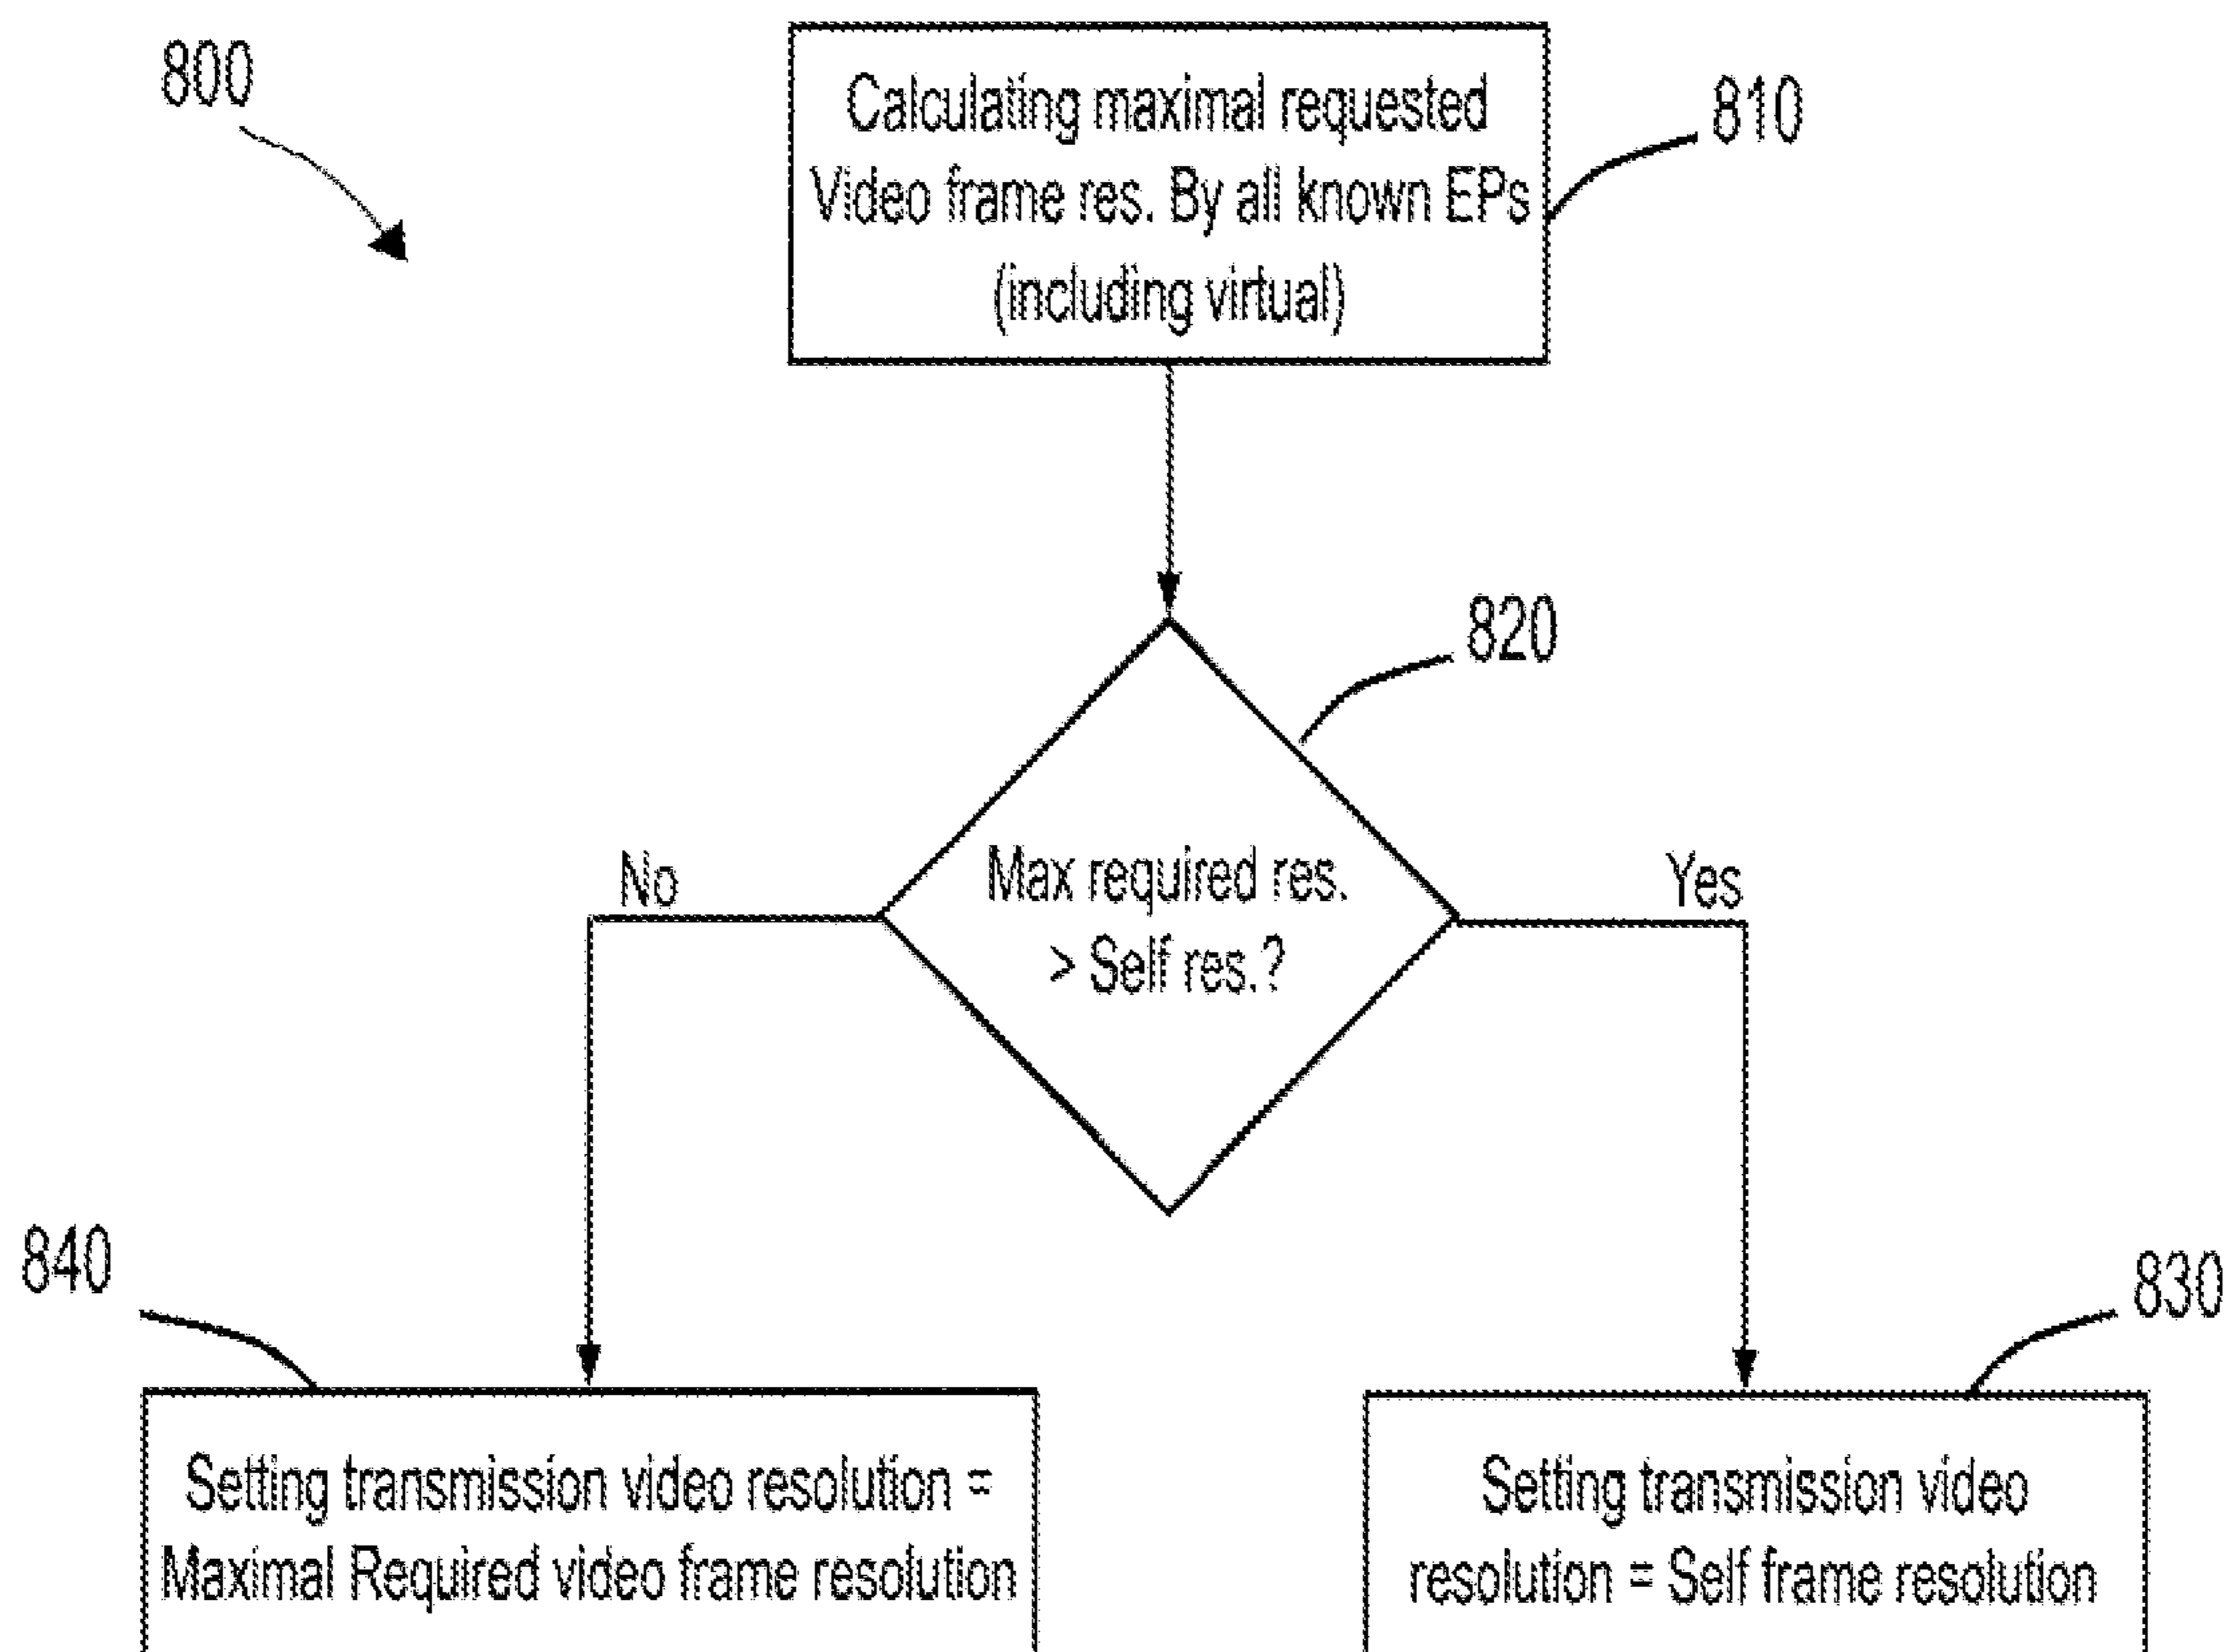 800
Calculating maximal requested
Video frame res. By all known EPs
(including virtual)
810
820
Max required res.
> Self res.?
No
Yes
840
830
Setting transmission video resolution =
Maximal Required video frame resolution
Setting transmission video
resolution = Self frame resolution